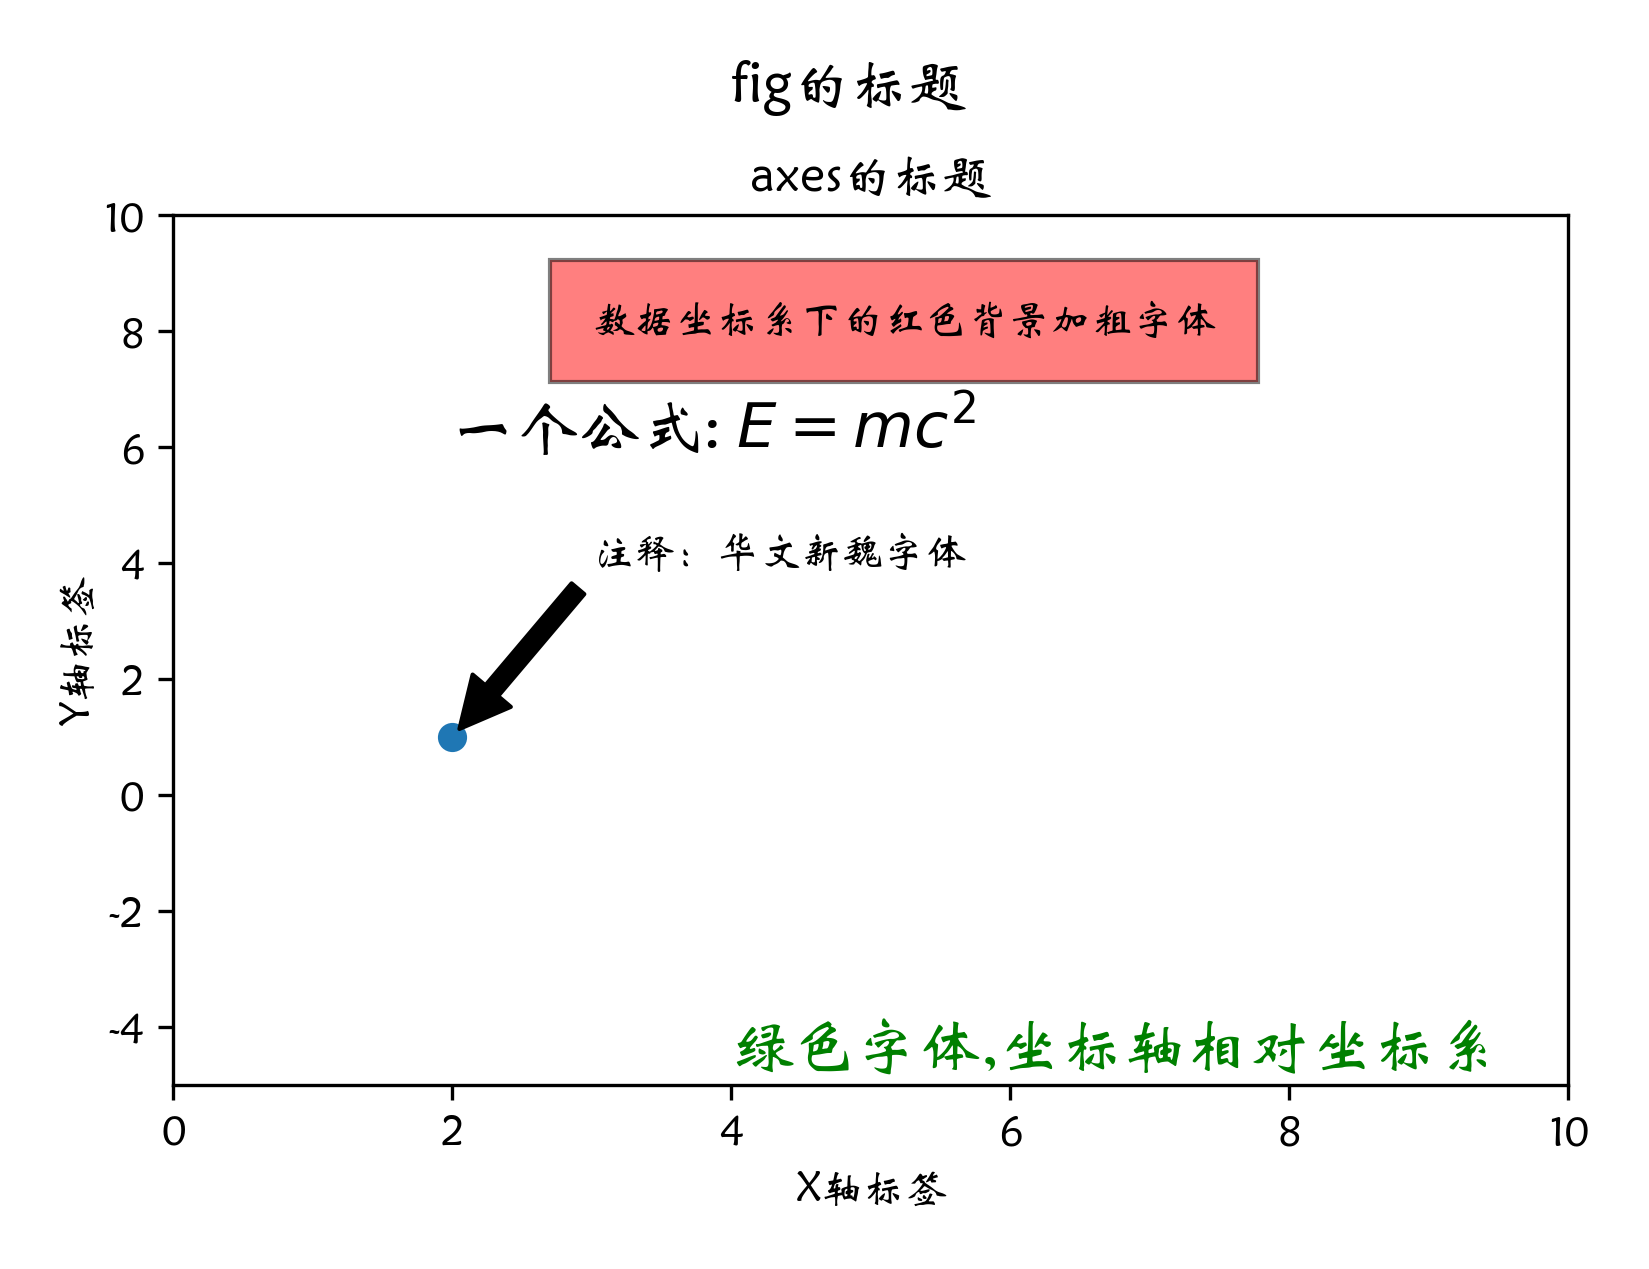 fig的标题
axes的标题
10
数据坐标系下的红色背景加粗字体
8
一个公式: E = mc²
6
注释：华文新魏字体
4
Y轴标签
2
0
-2
-4
绿色字体,坐标轴相对坐标系
0 2 4 6 8 10
X轴标签